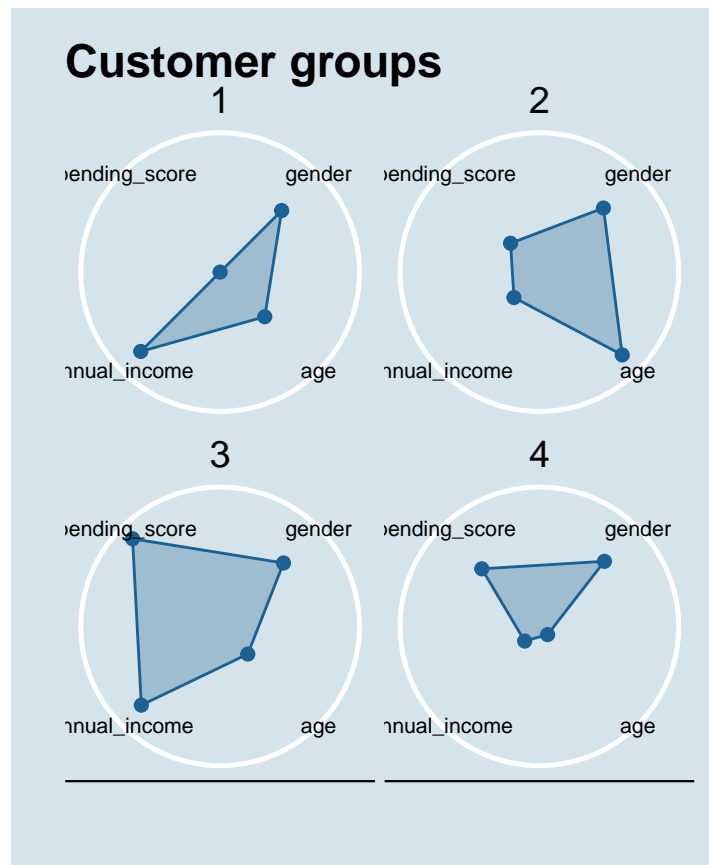 Customer groups
1 2
pending_score gender pending_score gender
nnual_income age nnual_income age
3 4
pending_score gender pending_score gender
nnual_income age nnual_income age